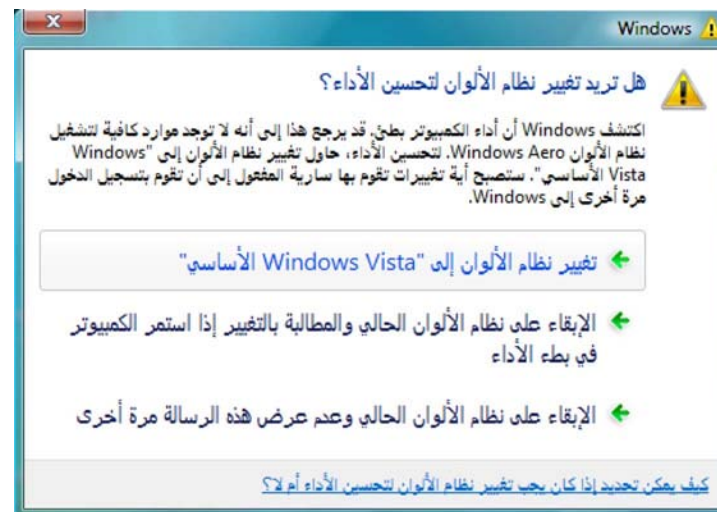 Windows
هل تريد تغيير نظام الألوان لتحسين الأداء؟
اكتشف Windows أن أداء الكمبيوتر بطئ. قد يرجع هذا إلى أنه لا توجد موارد كافية لتشغيل
نظام الألوان Windows Aero. لتحسين الأداء، حاول تغيير نظام الألوان إلى "Windows
Vista الأساسي". ستصبح أية تغييرات تقوم بها سارية المفعول إلى أن تقوم بتسجيل الدخول
مرة أخرى إلى Windows.
تغيير نظام الألوان إلى "Windows Vista الأساسي"
الإبقاء على نظام الألوان الحالي والمطالبة بالتغيير إذا استمر الكمبيوتر
في بطء الأداء
الإبقاء على نظام الألوان الحالي وعدم عرض هذه الرسالة مرة أخرى
كيف يمكن تحديد إذا كان يجب تغيير نظام الألوان لتحسين الأداء أم لا؟